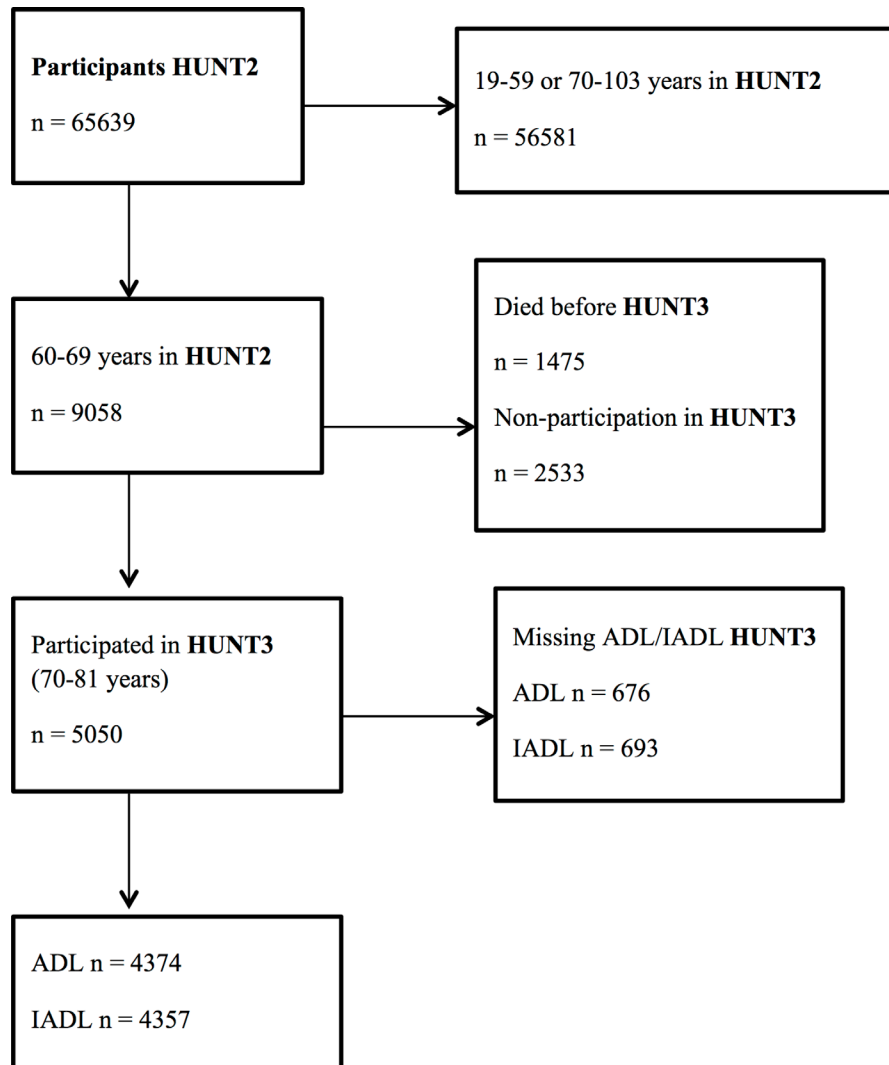 Participants HUNT2
n = 65639
19-59 or 70-103 years in HUNT2
n = 56581
60-69 years in HUNT2
n = 9058
Died before HUNT3
n = 1475
Non-participation in HUNT3
n = 2533
Participated in HUNT3
(70-81 years)
n = 5050
Missing ADL/IADL HUNT3
ADL n = 676
IADL n = 693
ADL n = 4374
IADL n = 4357